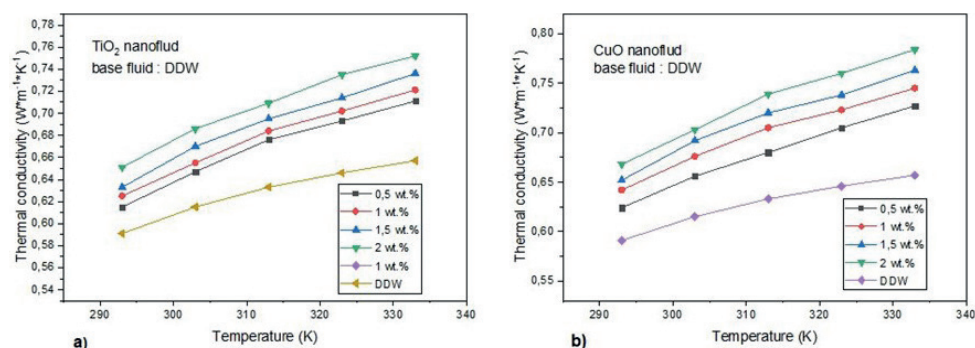 TiO2 nanoflud
base fluid : DDW
Thermal conductivity (W*m-1*K-1)
0,78
0,76
0,74
0,72
0,70
0,68
0,66
0,64
0,62
0,60
0,58
0,56
0,54
0,5 wt.%
1 wt.%
1,5 wt.%
2 wt.%
1 wt.%
DDW
290 300 310 320 330 340
Temperature (K)
a)
CuO nanoflud
base fluid : DDW
Thermal conductivity (W*m-1*K-1)
0,80
0,75
0,70
0,65
0,60
0,55
0,5 wt.%
1 wt.%
1,5 wt.%
2 wt.%
DDW
290 300 310 320 330 340
Temperature (K)
b)